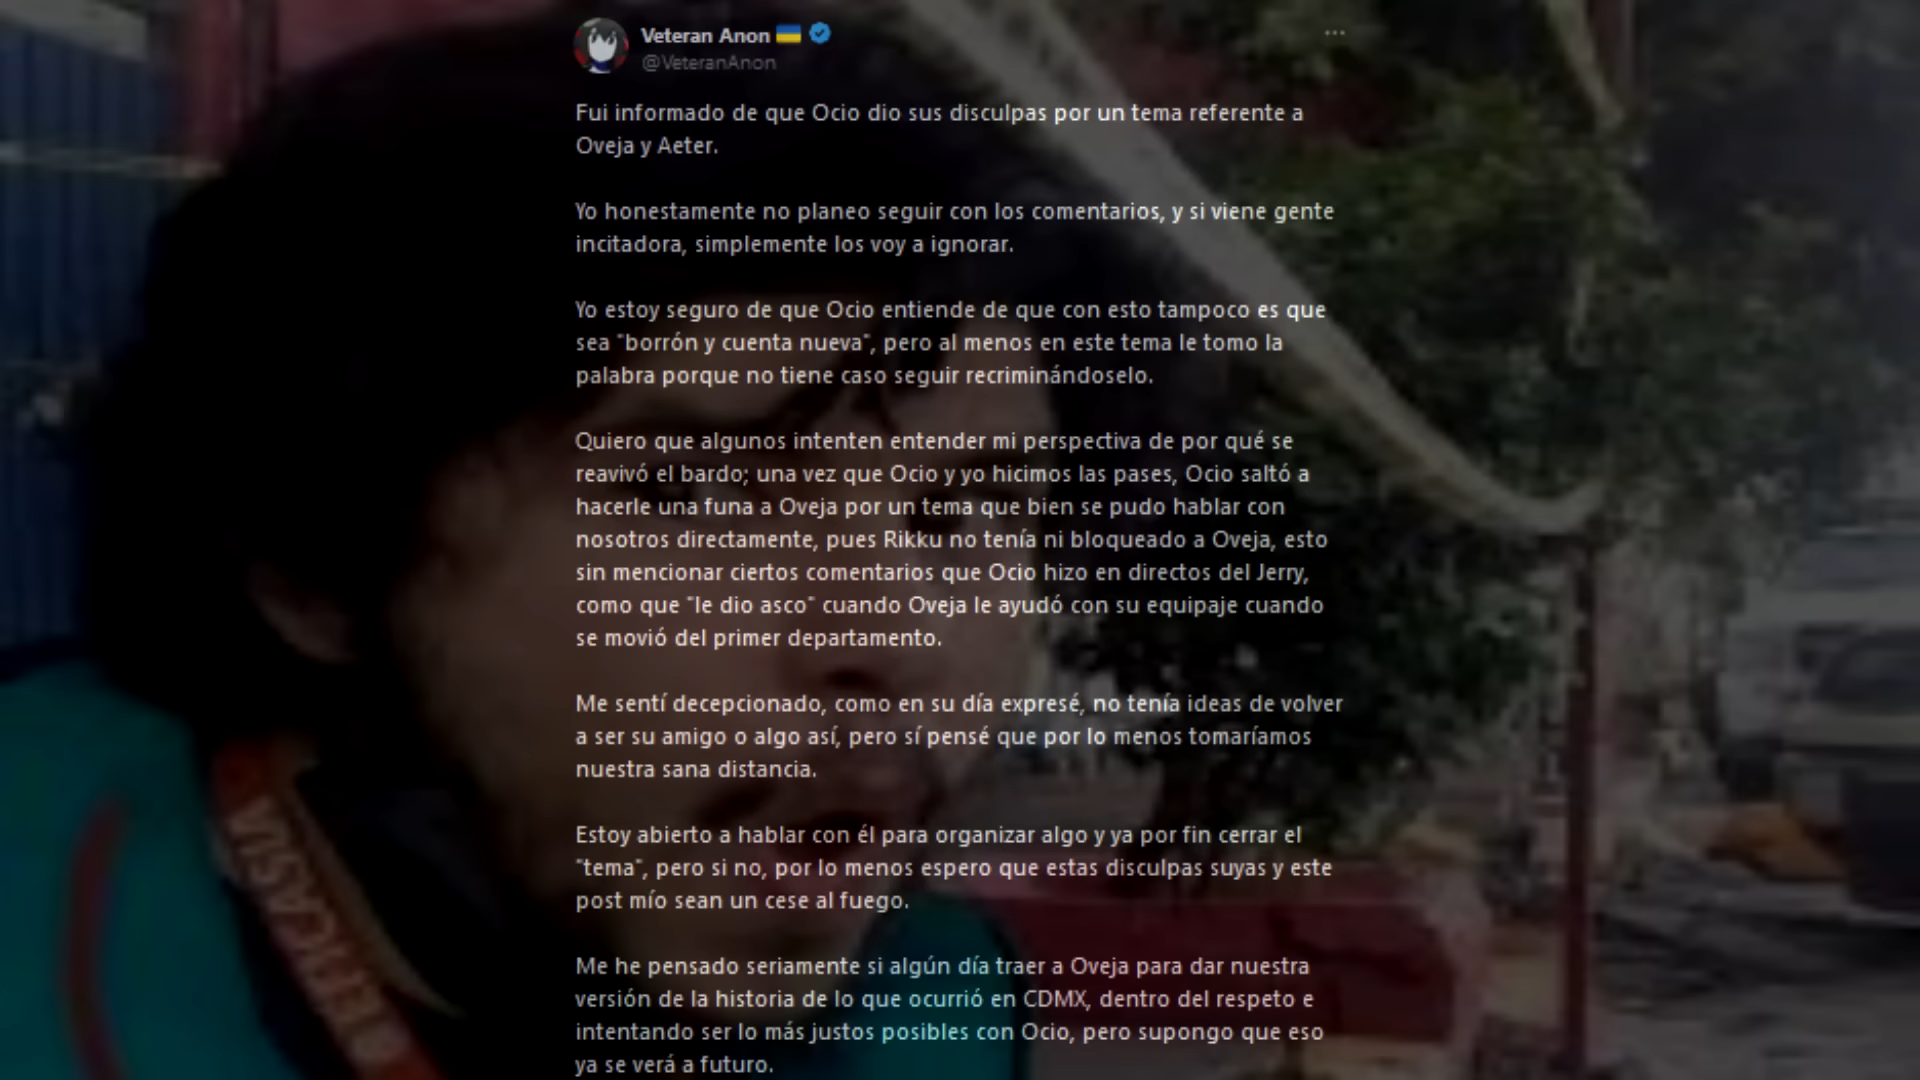 Veteran Anon
@VeteranAnon
Fui informado de que Ocio dio sus disculpas por un tema referente a
Oveja y Aeter.
Yo honestamente no planeo seguir con los comentarios, y si viene gente
incitadora, simplemente los voy a ignorar.
Yo estoy seguro de que Ocio entiende de que con esto tampoco es que
sea "borrón y cuenta nueva", pero al menos en este tema le tomo la
palabra porque no tiene caso seguir recriminándoselo.
Quiero que algunos intenten entender mi perspectiva de por qué se
reavivó el bardo; una vez que Ocio y yo hicimos las pases, Ocio saltó a
hacerle una funa a Oveja por un tema que bien se pudo hablar con
nosotros directamente, pues Rikku no tenía ni bloqueado a Oveja, esto
sin mencionar ciertos comentarios que Ocio hizo en directos del Jerry,
como que "le dio asco" cuando Oveja le ayudó con su equipaje cuando
se movió del primer departamento.
Me sentí decepcionado, como en su día expresé, no tenía ideas de volver
a ser su amigo o algo así, pero sí pensé que por lo menos tomaríamos
nuestra sana distancia.
Estoy abierto a hablar con él para organizar algo y ya por fin cerrar el
"tema", pero si no, por lo menos espero que estas disculpas suyas y este
post mío sean un cese al fuego.
Me he pensado seriamente si algún día traer a Oveja para dar nuestra
versión de la historia de lo que ocurrió en CDMX, dentro del respeto e
intentando ser lo más justos posibles con Ocio, pero supongo que eso
ya se verá a futuro.